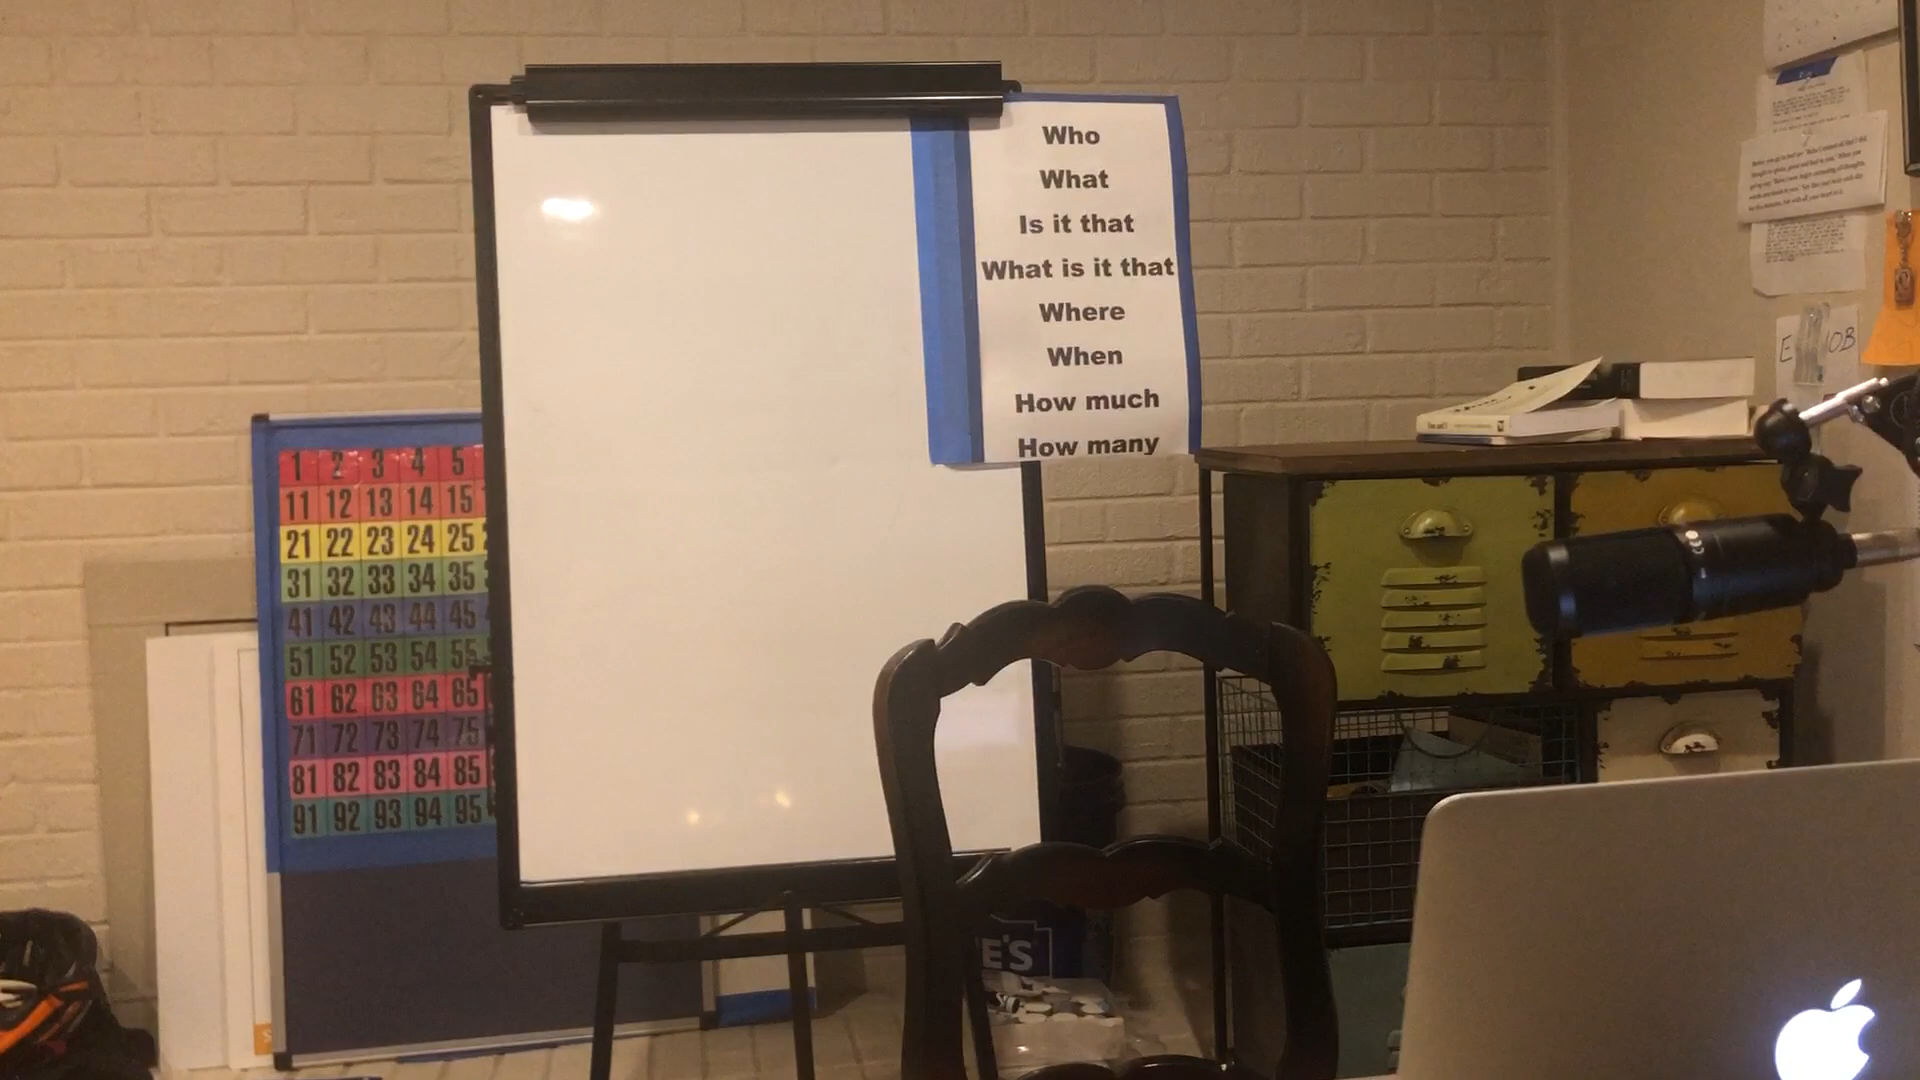 Who
What
Is it that
What is it that
Where
When
How much
How many
1 2 3 4 5
11 12 13 14 15
21 22 23 24 25
31 32 33 34 35
41 42 43 44 45
51 52 53 54 55
61 62 63 64 65
71 72 73 74 75
81 82 83 84 85
91 92 93 94 95
E'S